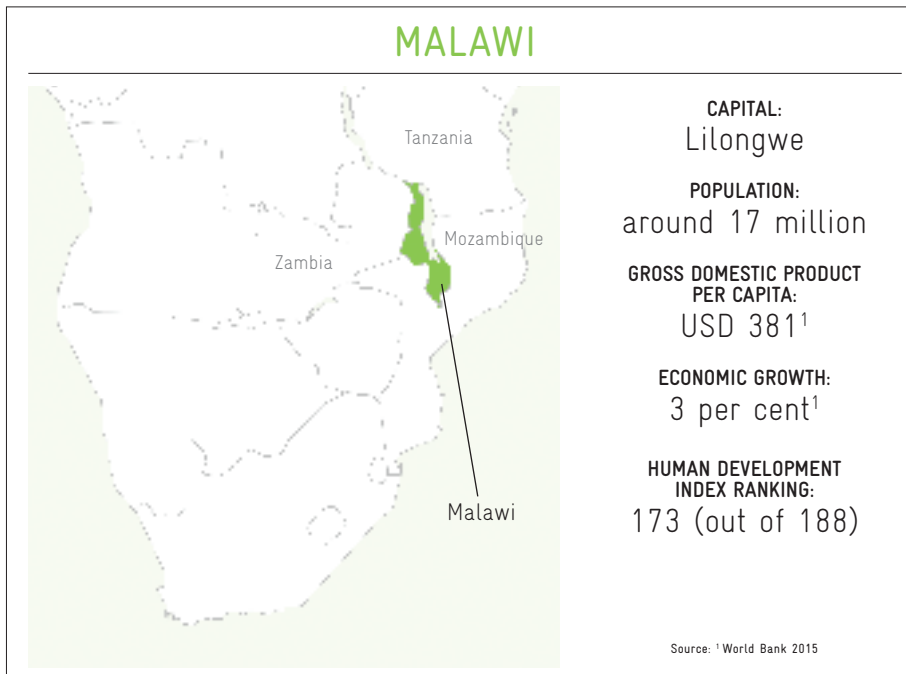 MALAWI
Tanzania
Mozambique
Zambia
Malawi
CAPITAL:
Lilongwe
POPULATION:
around 17 million
GROSS DOMESTIC PRODUCT
PER CAPITA:
USD 381¹
ECONOMIC GROWTH:
3 per cent¹
HUMAN DEVELOPMENT
INDEX RANKING:
173 (out of 188)
Source: ¹ World Bank 2015